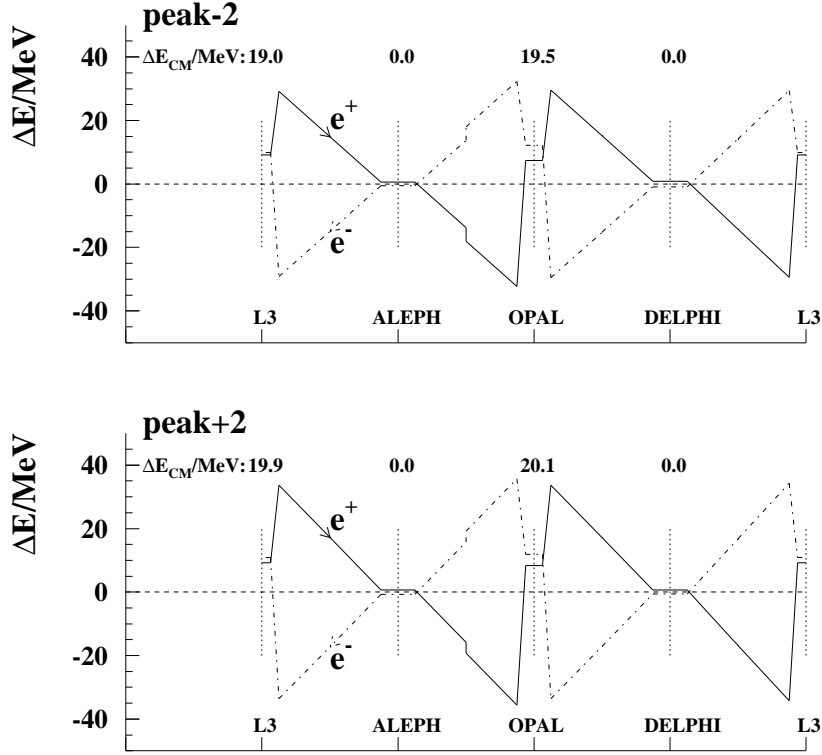 peak-2
ΔE_CM/MeV: 19.0 0.0 19.5 0.0
ΔE/MeV
40
20
0
-20
-40
e+
e-
L3 ALEPH OPAL DELPHI L3
peak+2
ΔE_CM/MeV: 19.9 0.0 20.1 0.0
ΔE/MeV
40
20
0
-20
-40
e+
e-
L3 ALEPH OPAL DELPHI L3